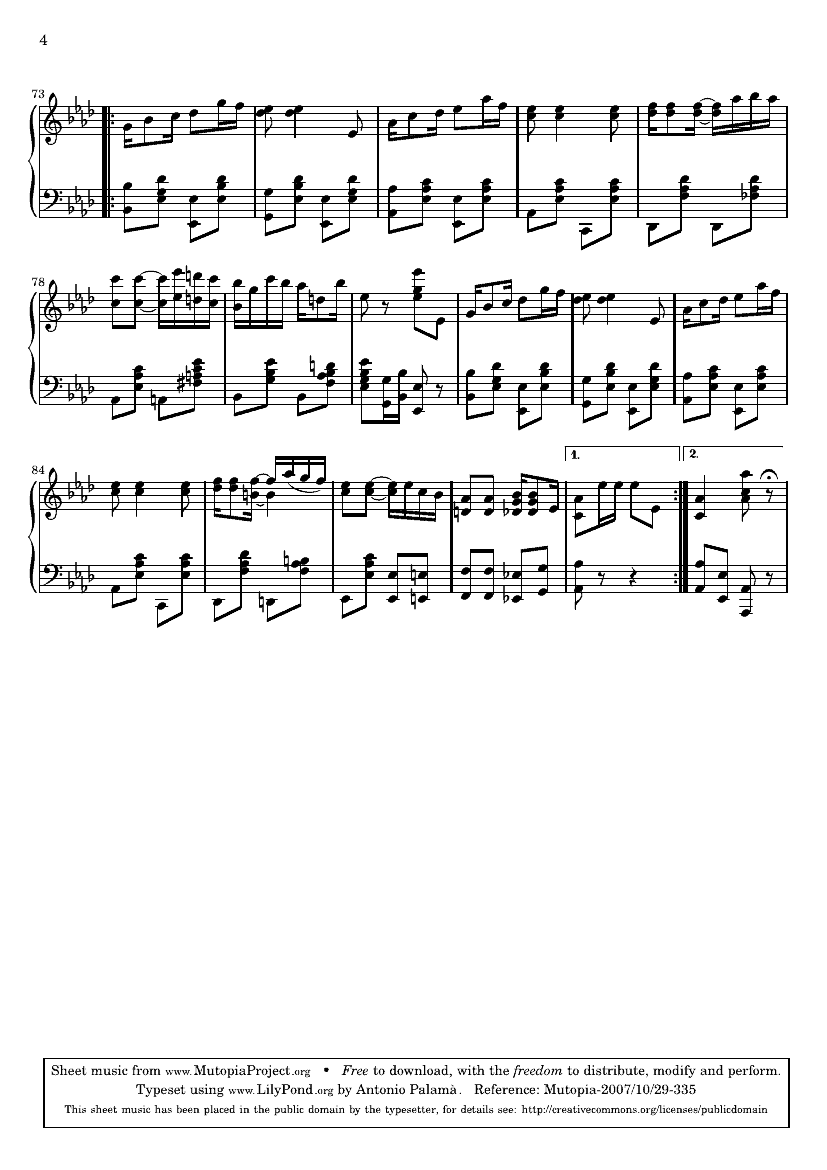 4
73
78
84
1.
2.
Sheet music from www.MutopiaProject.org • Free to download, with the freedom to distribute, modify and perform.
Typeset using www.LilyPond.org by Antonio Palamà. Reference: Mutopia-2007/10/29-335
This sheet music has been placed in the public domain by the typesetter, for details see: http://creativecommons.org/licenses/publicdomain